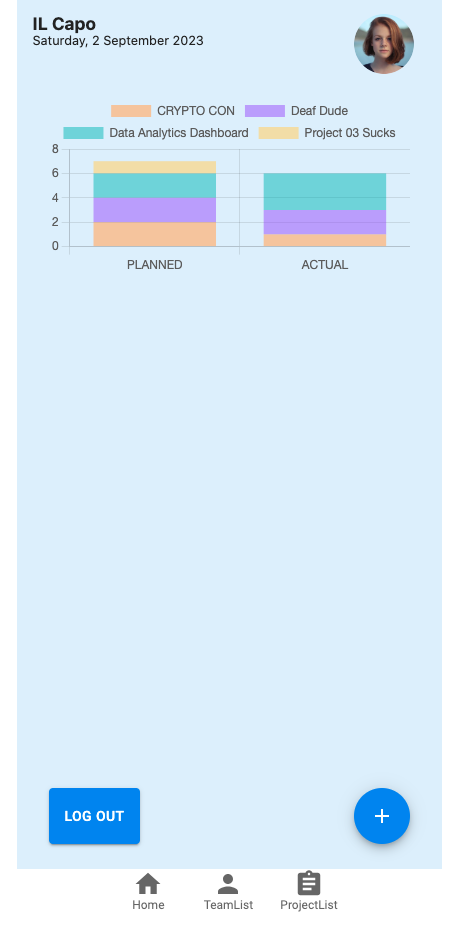 IL Capo
Saturday, 2 September 2023
CRYPTO CON Deaf Dude
Data Analytics Dashboard Project 03 Sucks
8
6
4
2
0
PLANNED ACTUAL
LOG OUT +
Home TeamList ProjectList